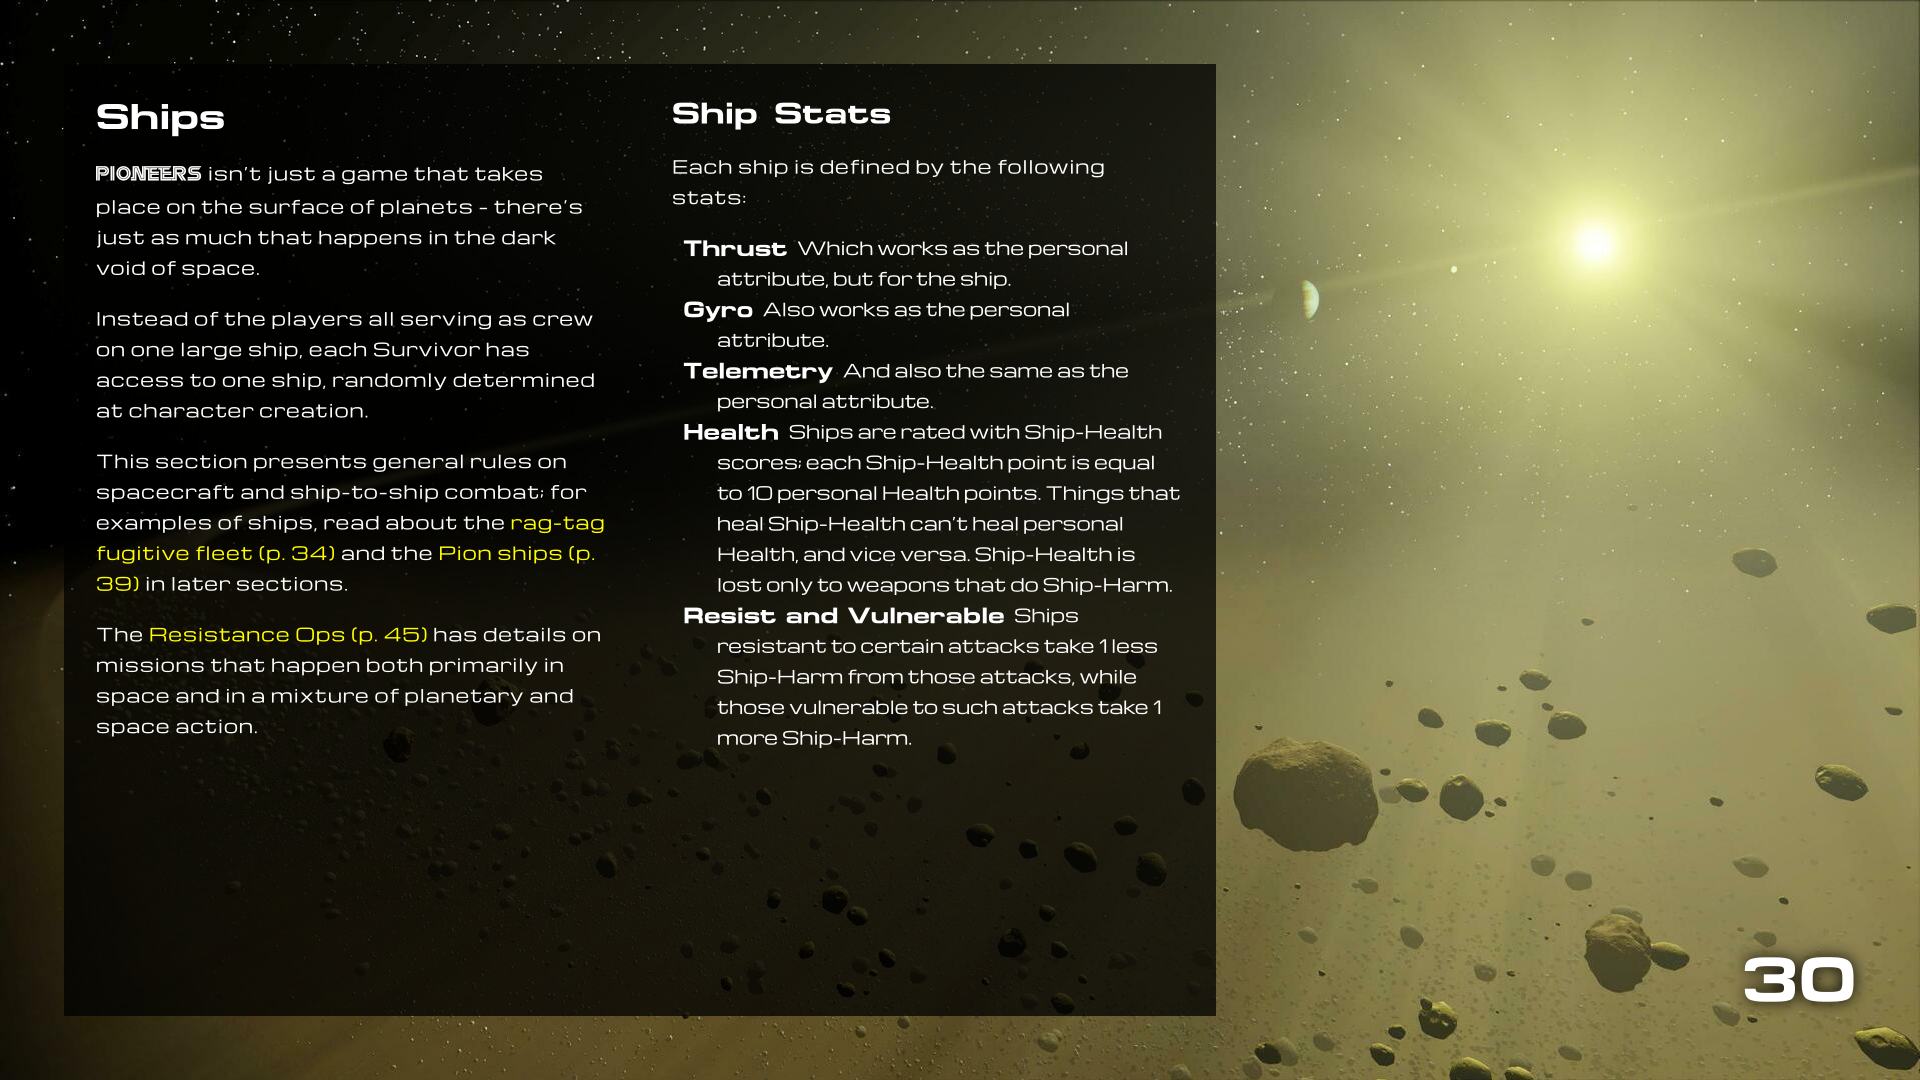 Ships
PIONEERS isn't just a game that takes
place on the surface of planets - there's
just as much that happens in the dark
void of space.
Instead of the players all serving as crew
on one large ship, each Survivor has
access to one ship, randomly determined
at character creation.
This section presents general rules on
spacecraft and ship-to-ship combat; for
examples of ships, read about the rag-tag
fugitive fleet (p. 34) and the Pion ships (p.
39) in later sections.
The Resistance Ops (p. 45) has details on
missions that happen both primarily in
space and in a mixture of planetary and
space action.
Ship Stats
Each ship is defined by the following
stats:
Thrust Which works as the personal
attribute, but for the ship.
Gyro Also works as the personal
attribute.
Telemetry And also the same as the
personal attribute.
Health Ships are rated with Ship-Health
scores; each Ship-Health point is equal
to 10 personal Health points. Things that
heal Ship-Health can't heal personal
Health, and vice versa. Ship-Health is
lost only to weapons that do Ship-Harm.
Resist and Vulnerable Ships
resistant to certain attacks take 1 less
Ship-Harm from those attacks, while
those vulnerable to such attacks take 1
more Ship-Harm.
30